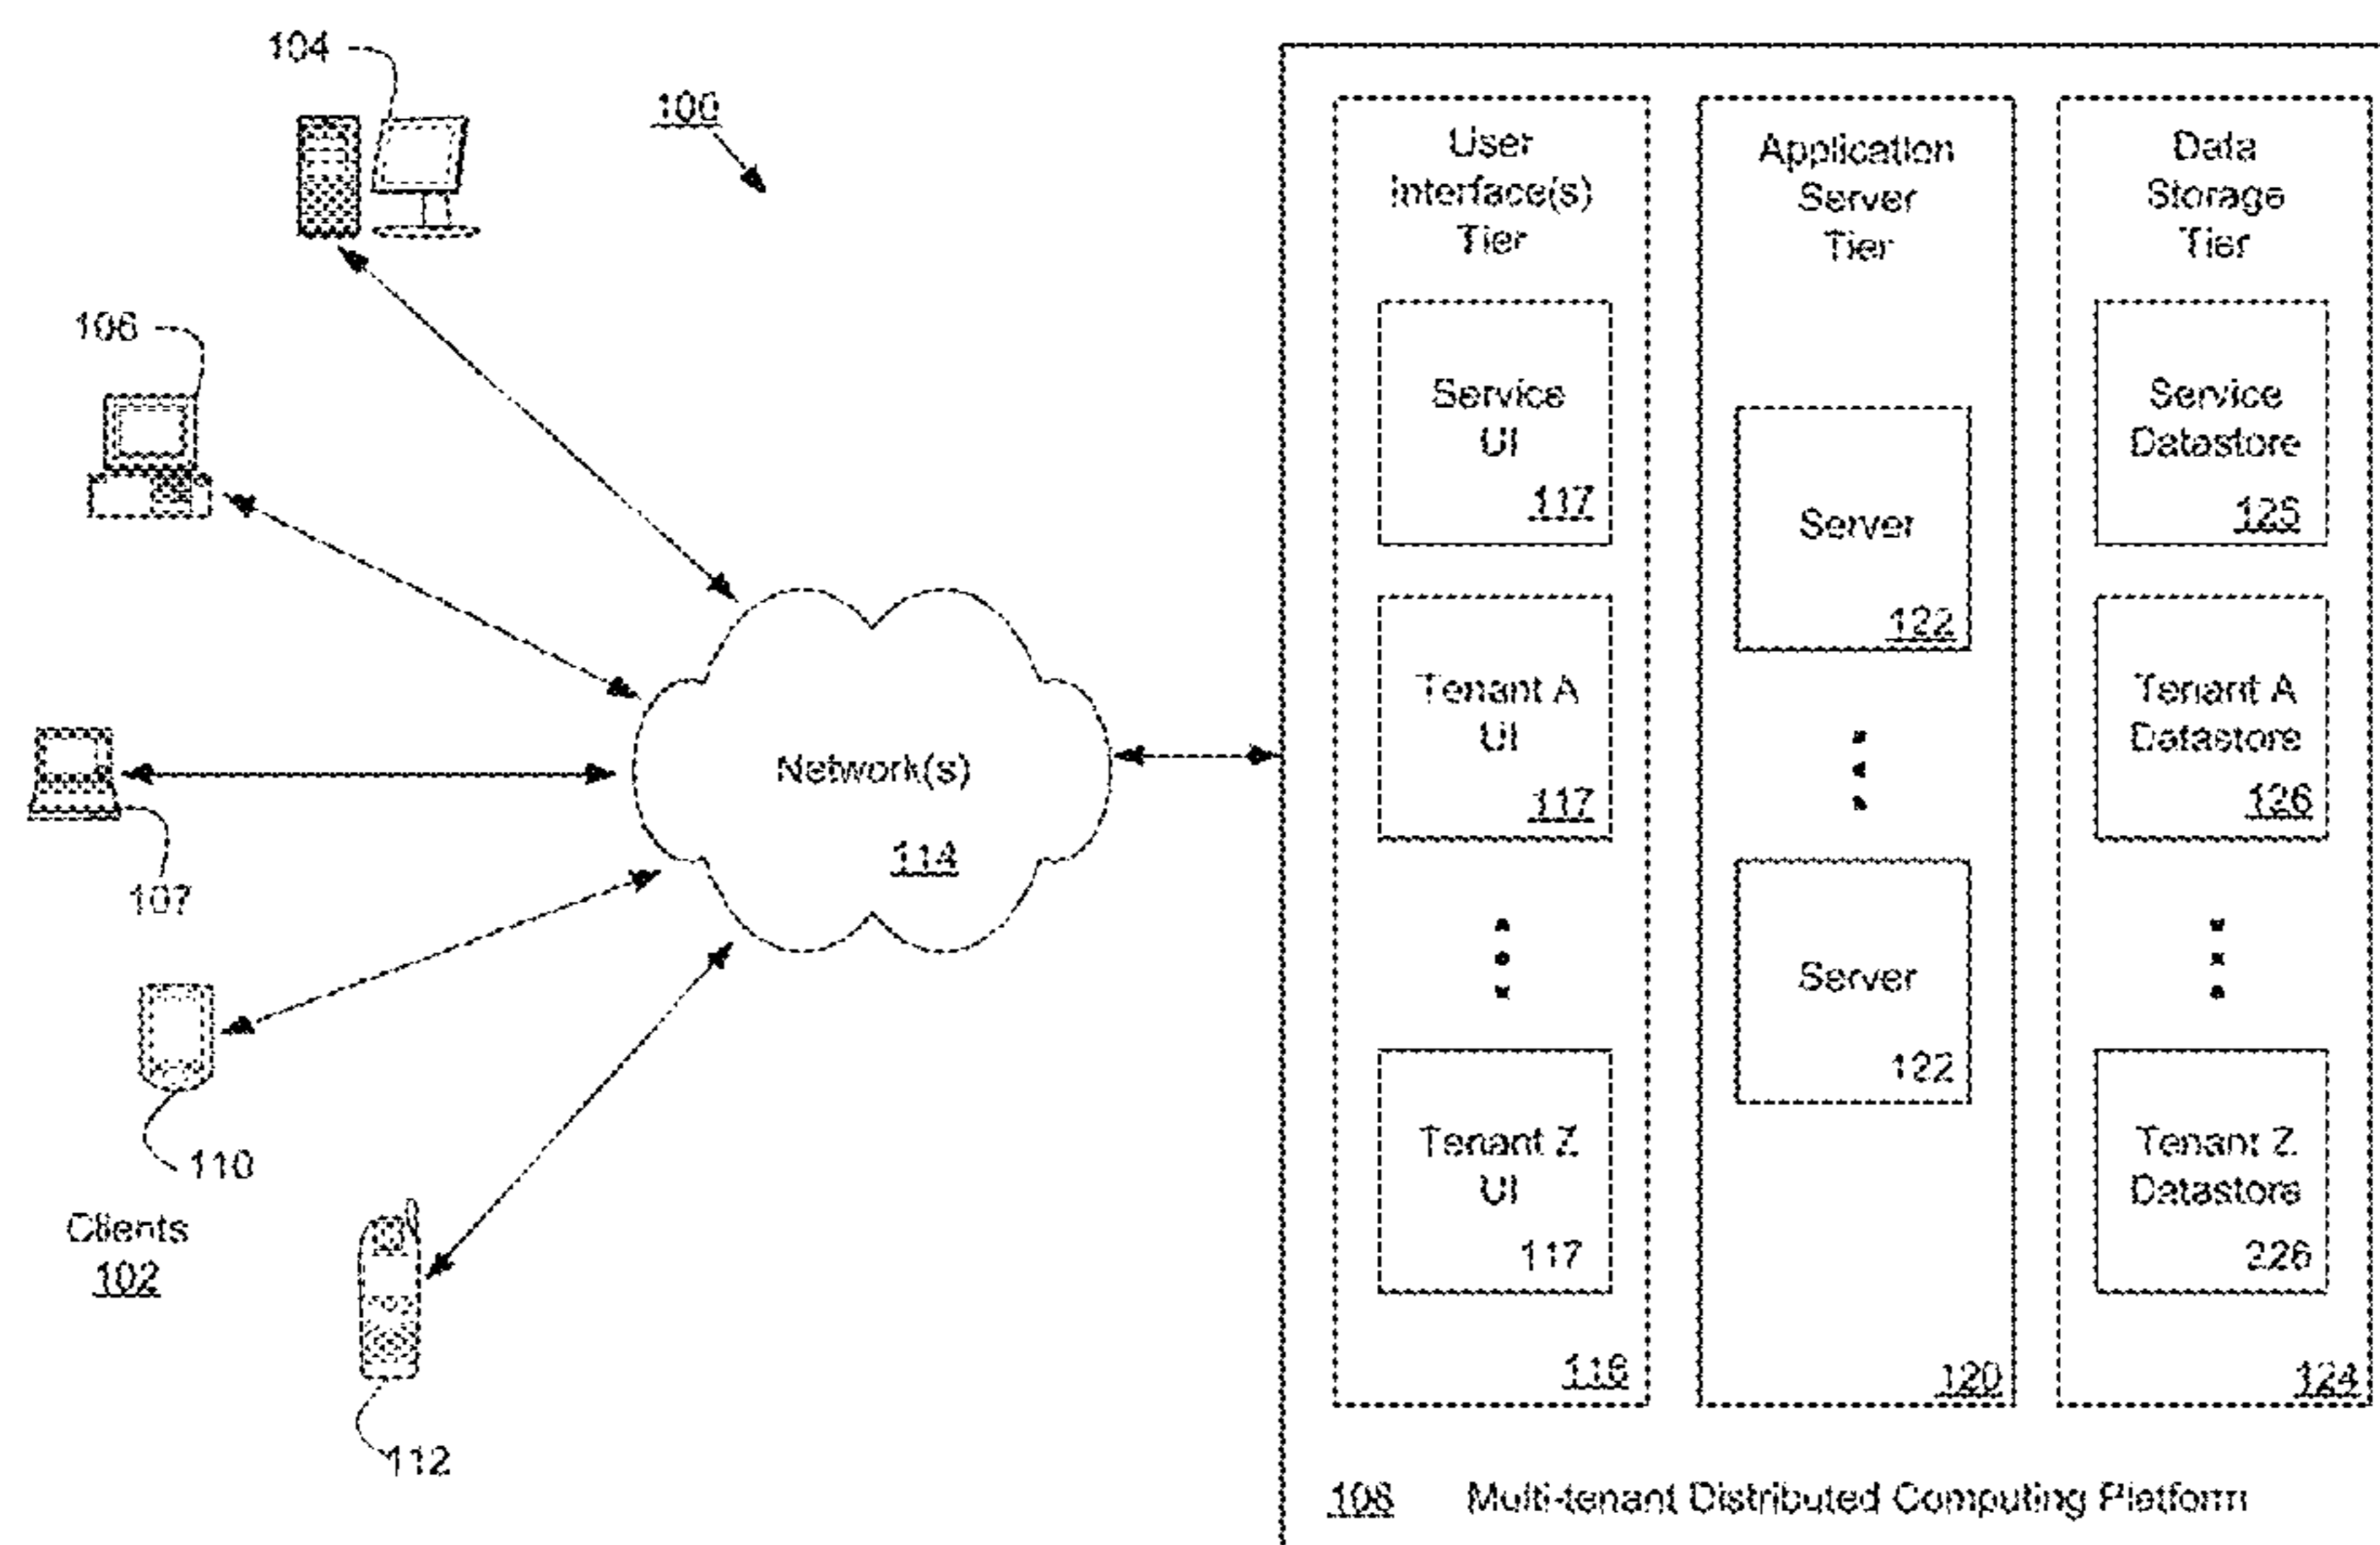 104
100
106
107
110
Clients
102
112
Network(s)
114
User
Interface(s)
Tier
Service
UI
117
Tenant A
UI
117
Tenant Z
UI
117
116
Application
Server
Tier
Server
122
Server
122
120
Data
Storage
Tier
Service
Datastore
125
Tenant A
Datastore
126
Tenant Z
Datastore
226
124
108 Multi-tenant Distributed Computing Platform